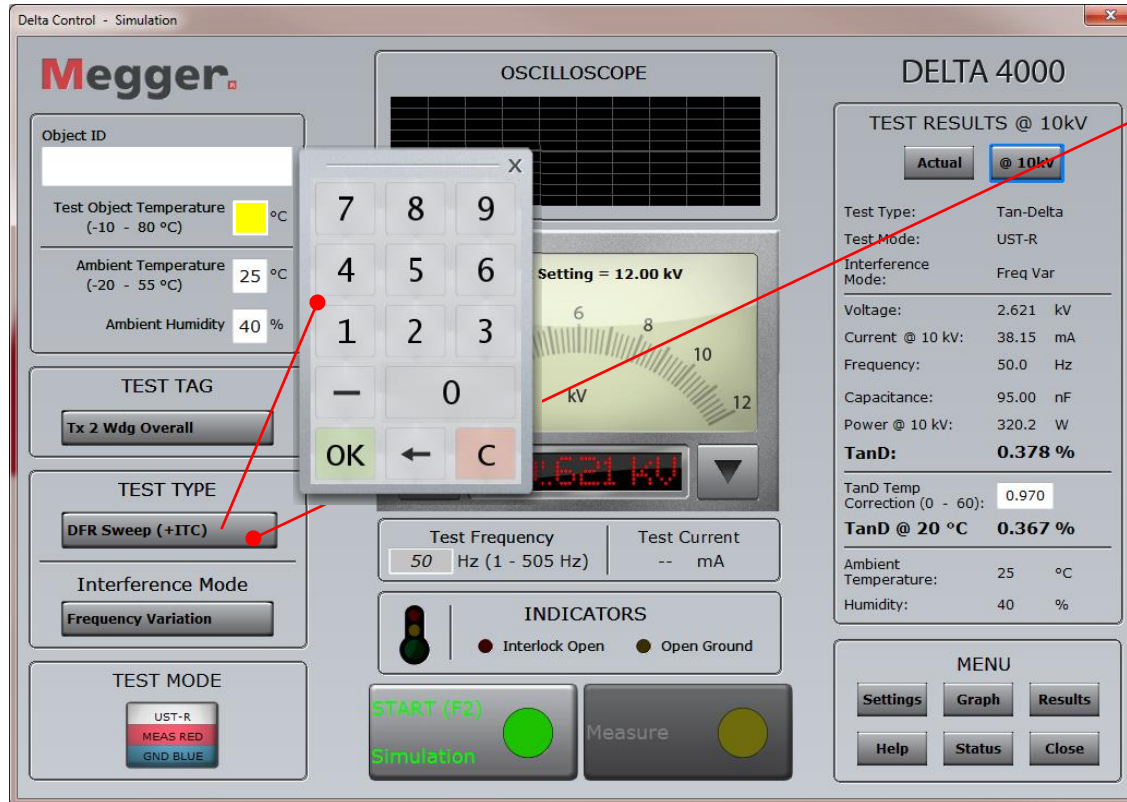 Delta Control - Simulation
x
Megger.
Object ID
Test Object Temperature
(-10 - 80 ºC)
°C
Ambient Temperature
(-20 - 55 ºC)
25 °C
Ambient Humidity 40 %
TEST TAG
Tx 2 Wdg Overall
TEST TYPE
DFR Sweep (+ITC)
Interference Mode
Frequency Variation
TEST MODE
UST-R
MEAS RED
GND BLUE
OSCILLOSCOPE
X
7 8 9
4 5 6
1 2 3
— 0
OK ← C
Setting = 12.00 kV
6
8
10
12
kV
.621 kV
Test Frequency
50 Hz (1 - 505 Hz)
Test Current
-- mA
INDICATORS
Interlock Open Open Ground
START (F2)
Simulation
Measure
DELTA 4000
TEST RESULTS @ 10kV
Actual @ 10kV
Test Type: Tan-Delta
Test Mode: UST-R
Interference
Mode: Freq Var
Voltage: 2.621 kV
Current @ 10 kV: 38.15 mA
Frequency: 50.0 Hz
Capacitance: 95.00 nF
Power @ 10 kV: 320.2 W
TanD: 0.378 %
TanD Temp
Correction (0 - 60): 0.970
TanD @ 20 °C 0.367 %
Ambient
Temperature: 25 °C
Humidity: 40 %
MENU
Settings Graph Results
Help Status Close